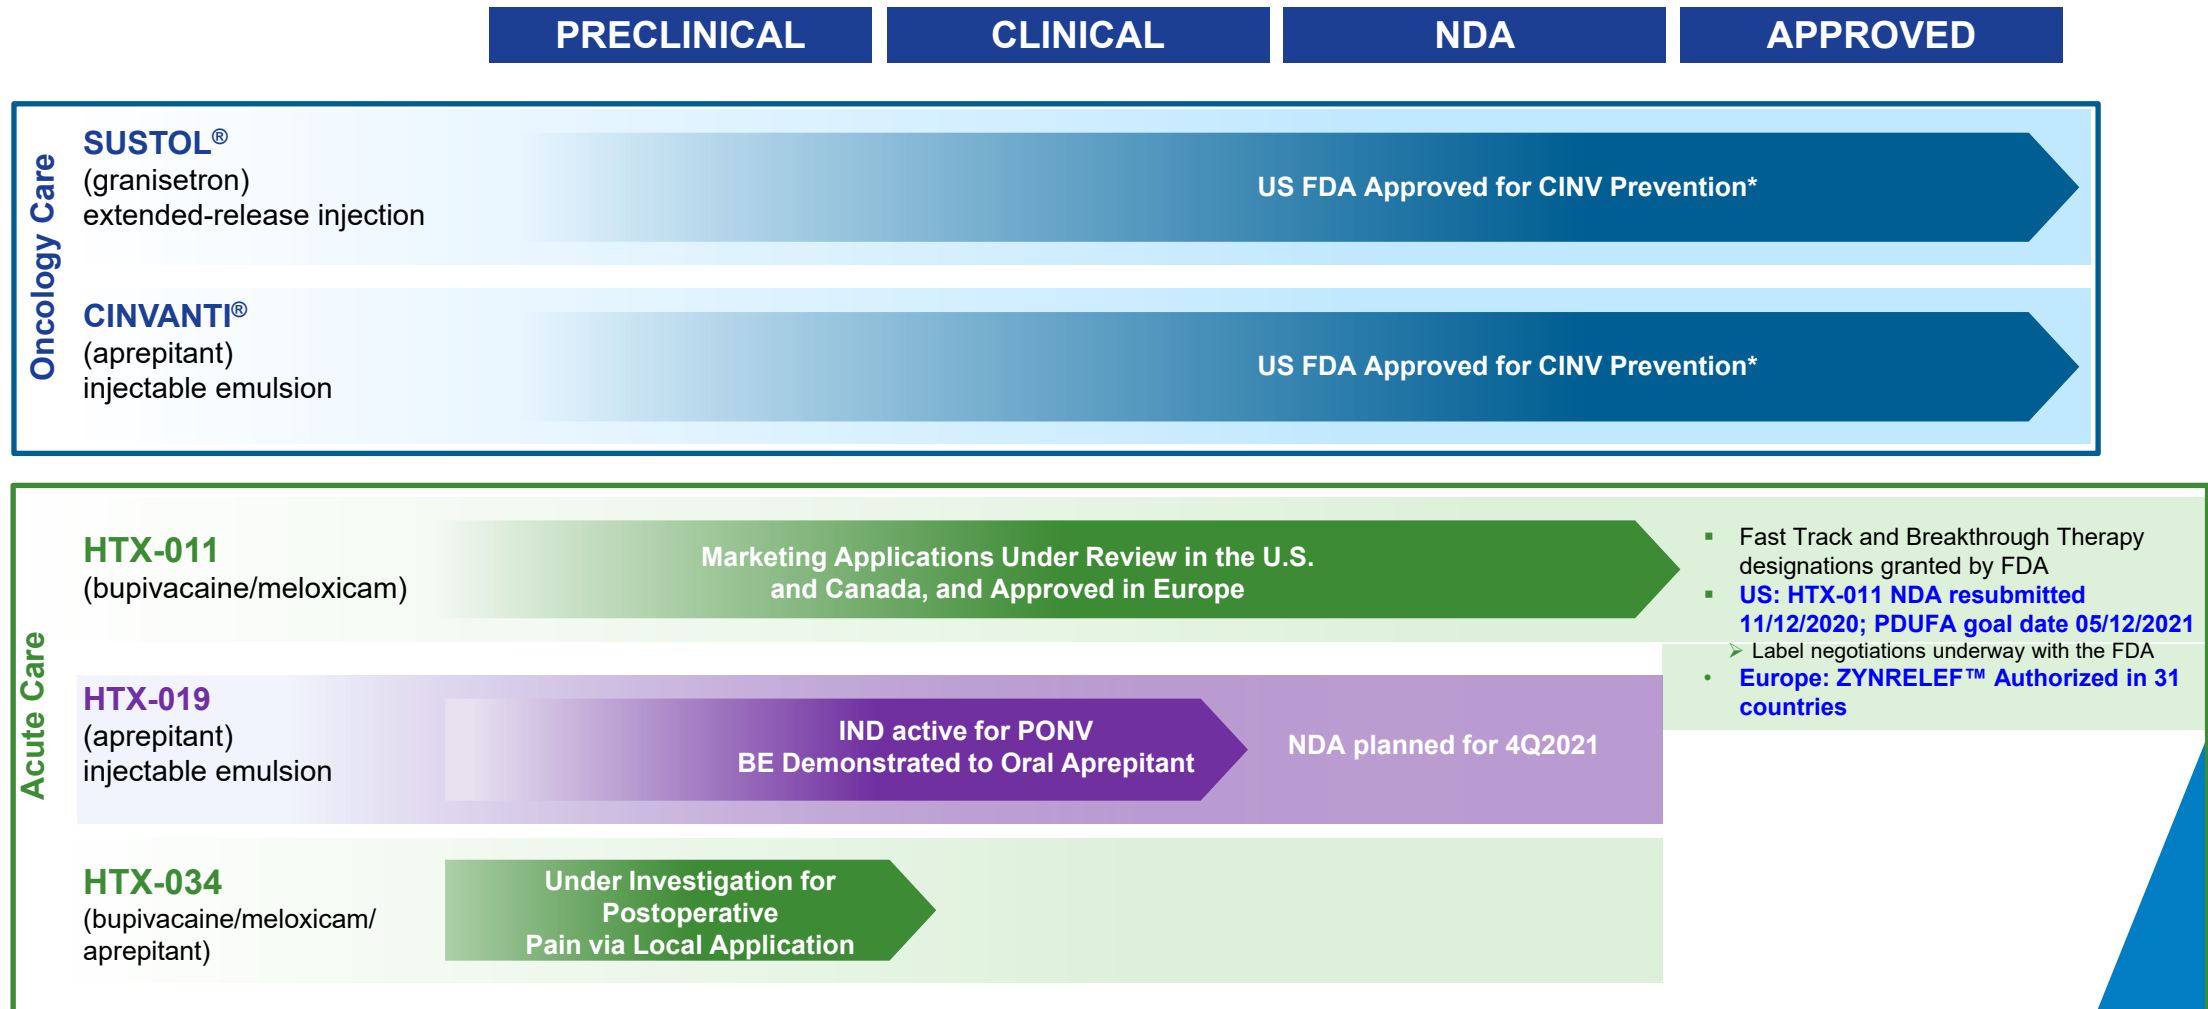 PRECLINICAL
CLINICAL
NDA
APPROVED
Oncology Care
SUSTOL®
(granisetron)
extended-release injection
US FDA Approved for CINV Prevention*
CINVANTI®
(aprepitant)
injectable emulsion
US FDA Approved for CINV Prevention*
Acute Care
HTX-011
(bupivacaine/meloxicam)
Marketing Applications Under Review in the U.S.
and Canada, and Approved in Europe
▪ Fast Track and Breakthrough Therapy
designations granted by FDA
▪ US: HTX-011 NDA resubmitted
11/12/2020; PDUFA goal date 05/12/2021
➢ Label negotiations underway with the FDA
• Europe: ZYNRELEF™ Authorized in 31
countries
HTX-019
(aprepitant)
injectable emulsion
IND active for PONV
BE Demonstrated to Oral Aprepitant
NDA planned for 4Q2021
HTX-034
(bupivacaine/meloxicam/
aprepitant)
Under Investigation for
Postoperative
Pain via Local Application